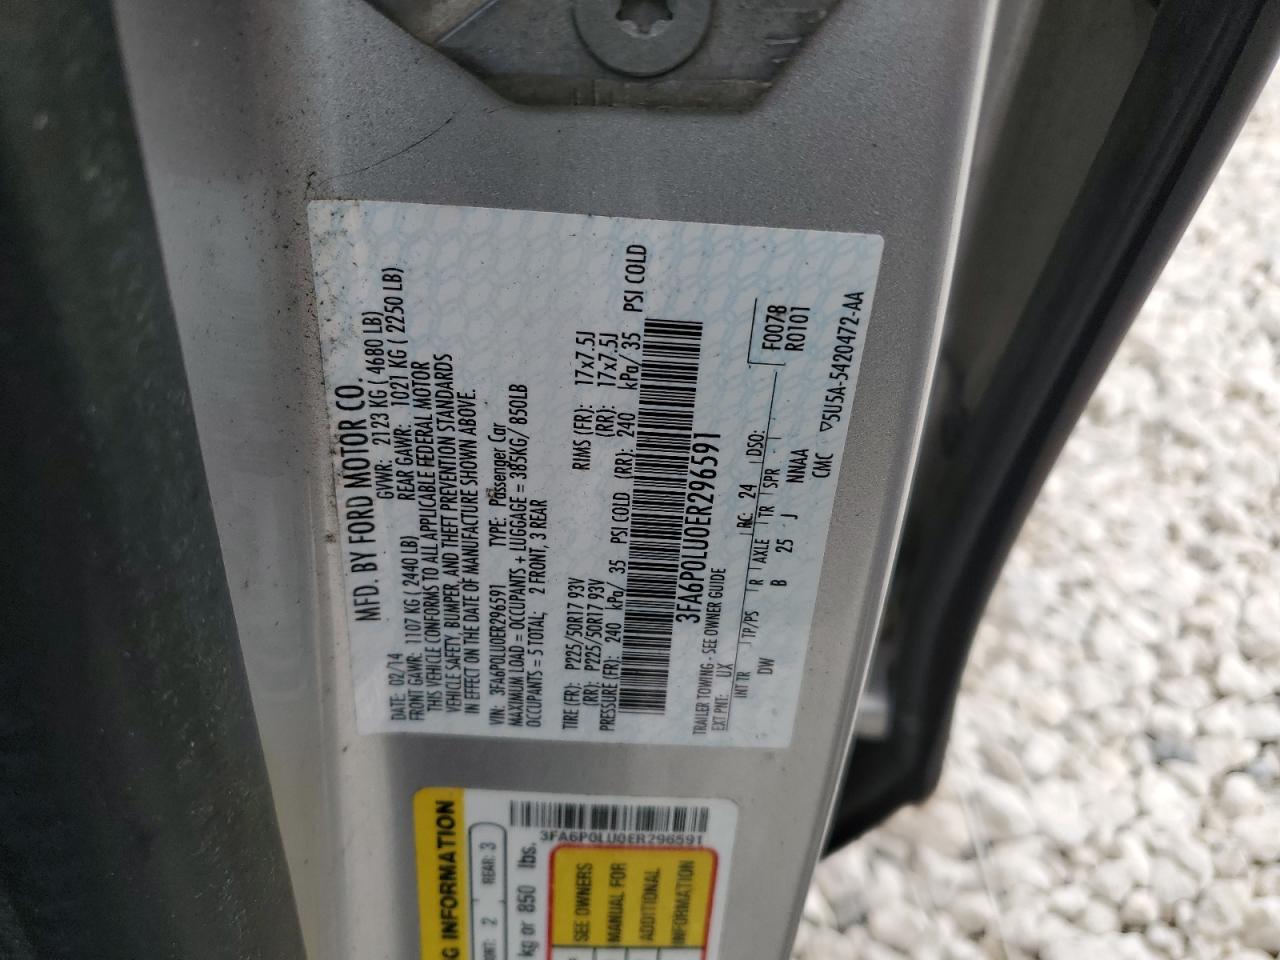 MFD. BY FORD MOTOR CO.
DATE: 02/14 GVWR: 2123 KG ( 4680 LB)
FRONT GAWR: 1107 KG ( 2440 LB) REAR GAWR: 1021 KG ( 2250 LB)
THIS VEHICLE CONFORMS TO ALL APPLICABLE FEDERAL MOTOR
VEHICLE SAFETY, BUMPER, AND THEFT PREVENTION STANDARDS
IN EFFECT ON THE DATE OF MANUFACTURE SHOWN ABOVE.
VIN: 3FA6P0LU0ER296591 TYPE: Passenger Car
MAXIMUM LOAD = OCCUPANTS + LUGGAGE = 385KG/ 850LB
OCCUPANTS = 5 TOTAL: 2 FRONT, 3 REAR
TIRE (FR): P225/50R17 93V RIMS (FR): 17x7.5J
(RR): P225/50R17 93V (RR): 17x7.5J
PRESSURE (FR): 240 kPa/ 35 PSI COLD (RR): 240 kPa/ 35 PSI COLD
3FA6P0LU0ER296591
TRAILER TOWING - SEE OWNER GUIDE
EXT PNT: UX RC: 24 DSO: F0078
R0101
INT TR TP/PS R AXLE TR SPR
DW B 25 J NNAA
CMC ▽5U5A-5420472-AA
3FA6P0LU0ER296591
G INFORMATION
2 REAR: 3
kg or 850 lbs.
SEE OWNERS
MANUAL FOR
ADDITIONAL
INFORMATION